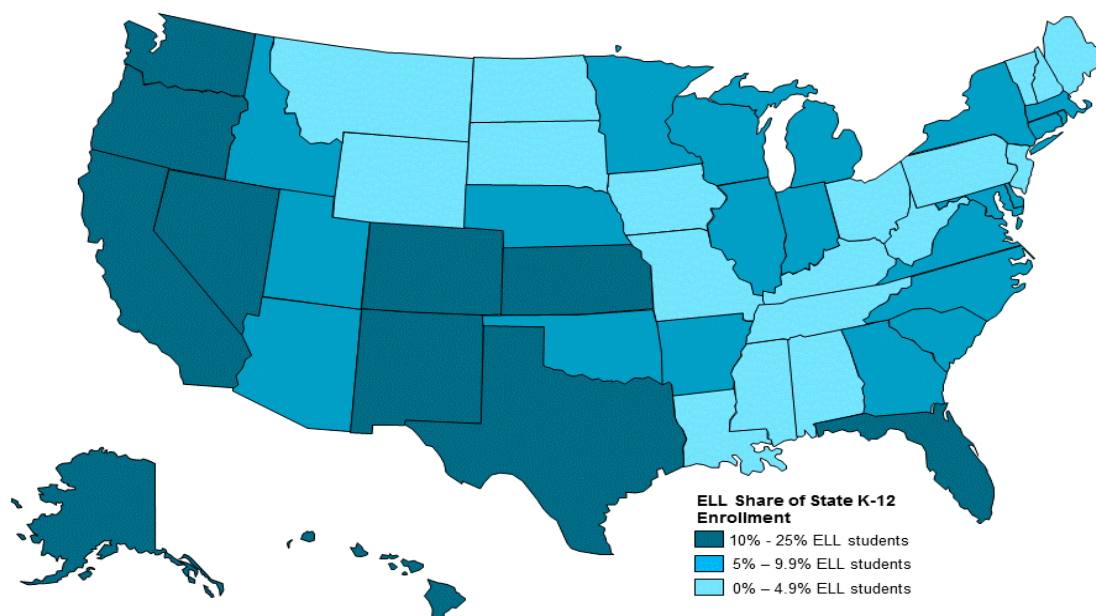 ELL Share of State K-12
Enrollment
10% - 25% ELL students
5% – 9.9% ELL students
0% – 4.9% ELL students